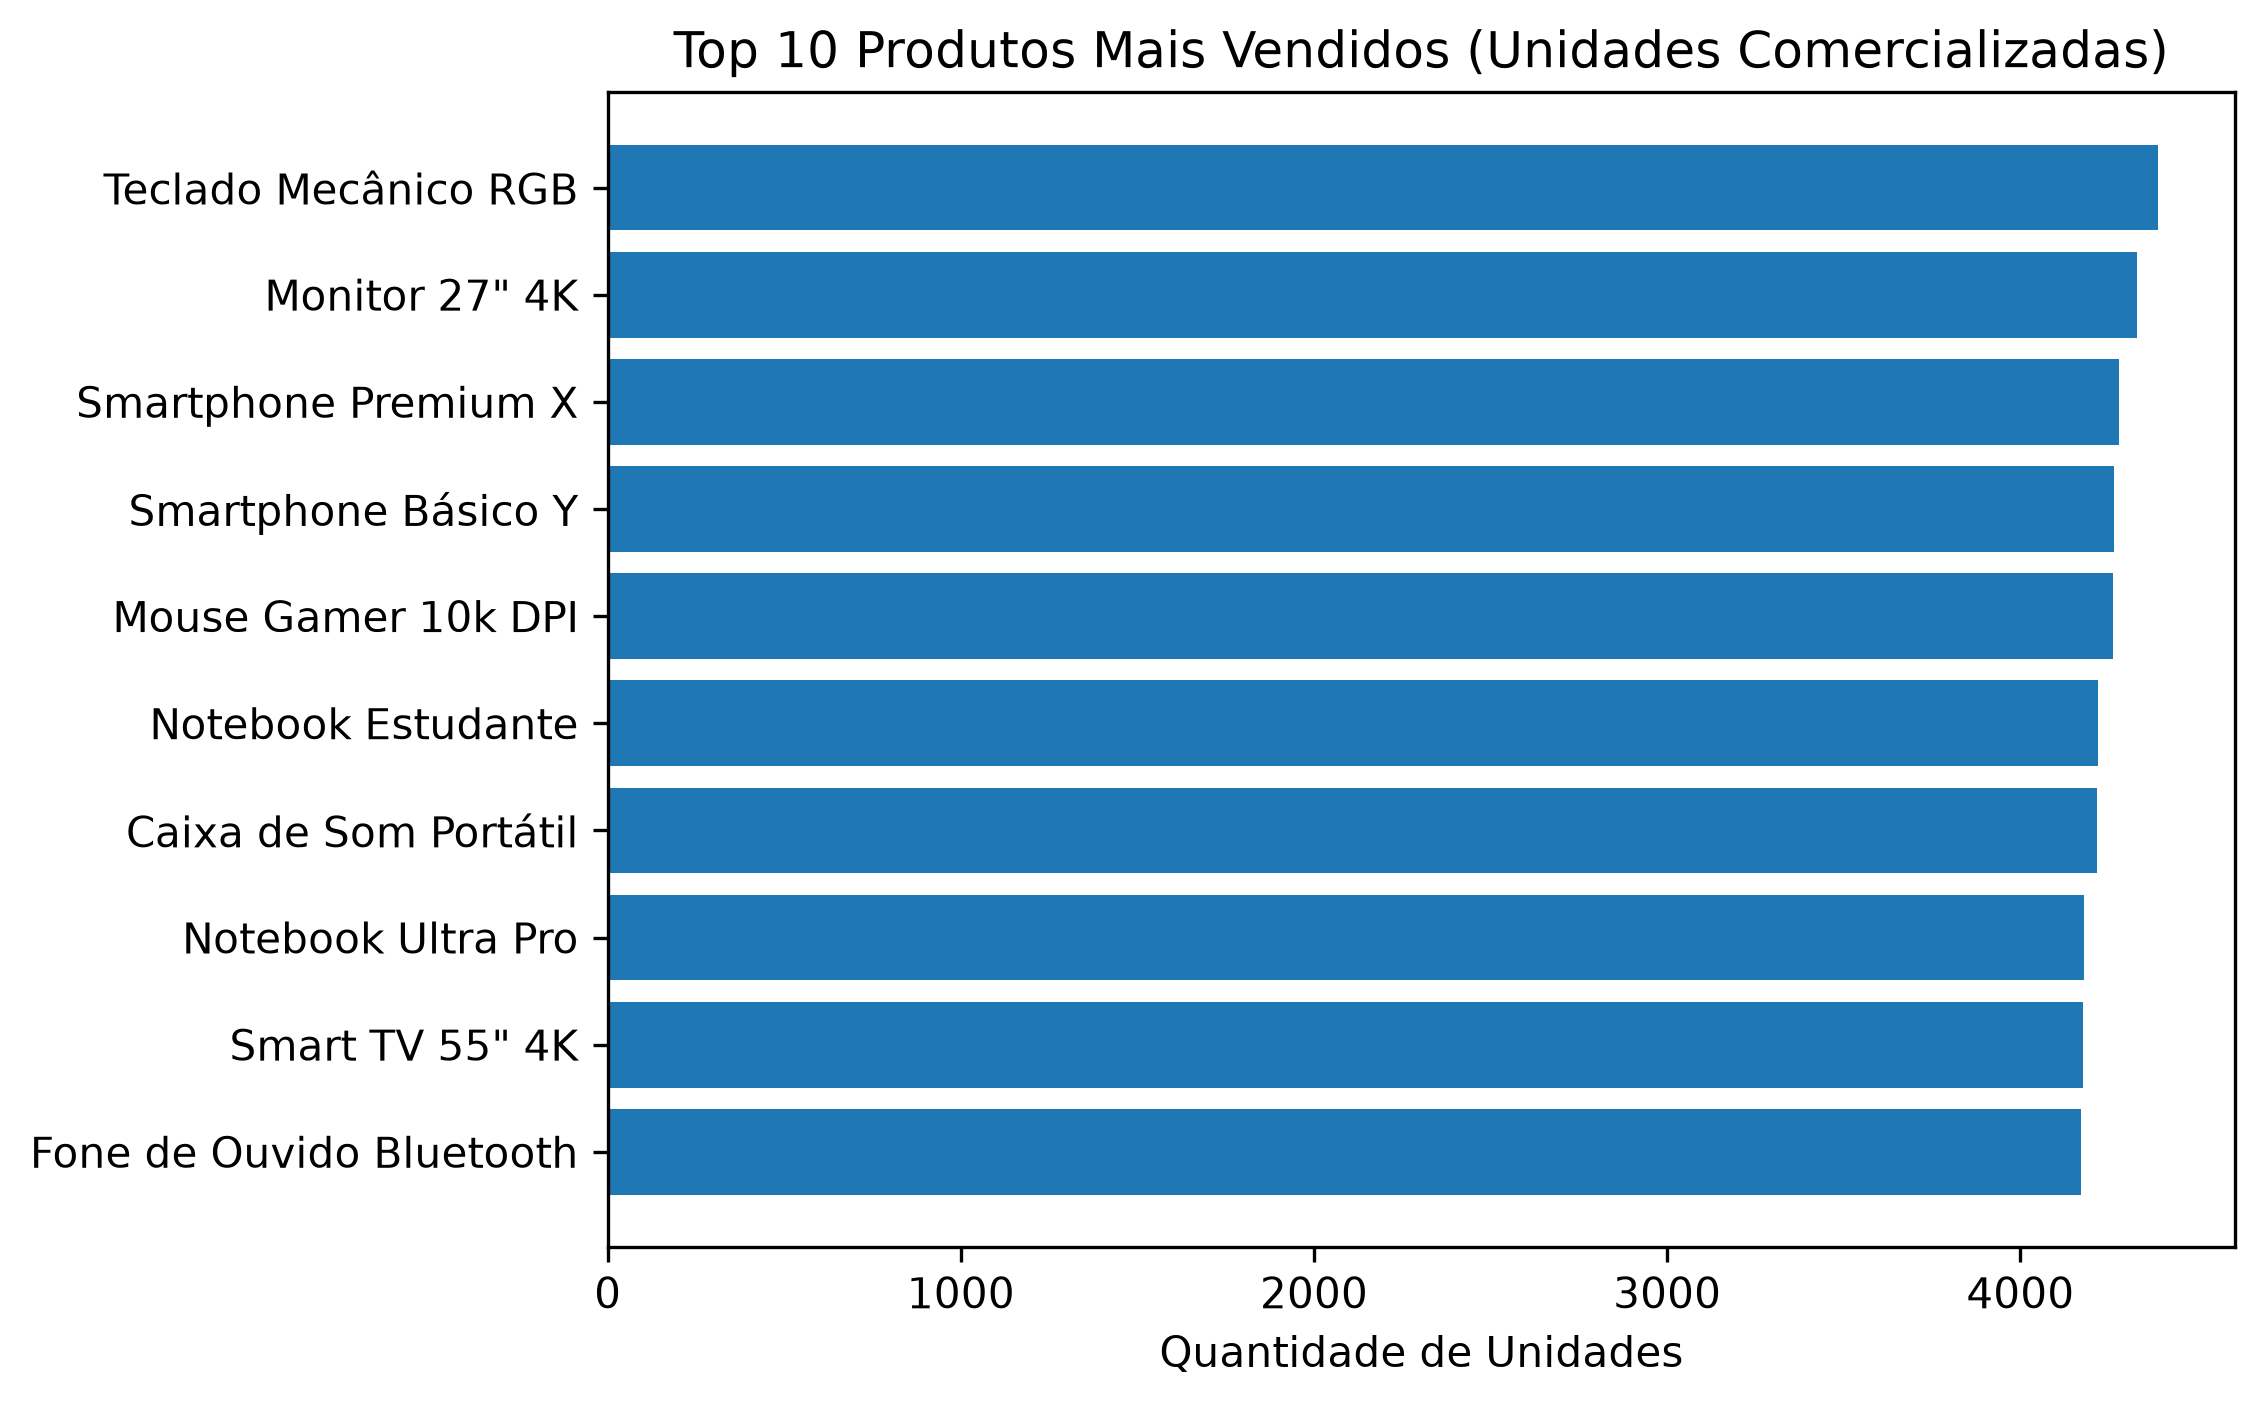 Top 10 Produtos Mais Vendidos (Unidades Comercializadas)
Teclado Mecânico RGB
Monitor 27" 4K
Smartphone Premium X
Smartphone Básico Y
Mouse Gamer 10k DPI
Notebook Estudante
Caixa de Som Portátil
Notebook Ultra Pro
Smart TV 55" 4K
Fone de Ouvido Bluetooth
0 1000 2000 3000 4000
Quantidade de Unidades